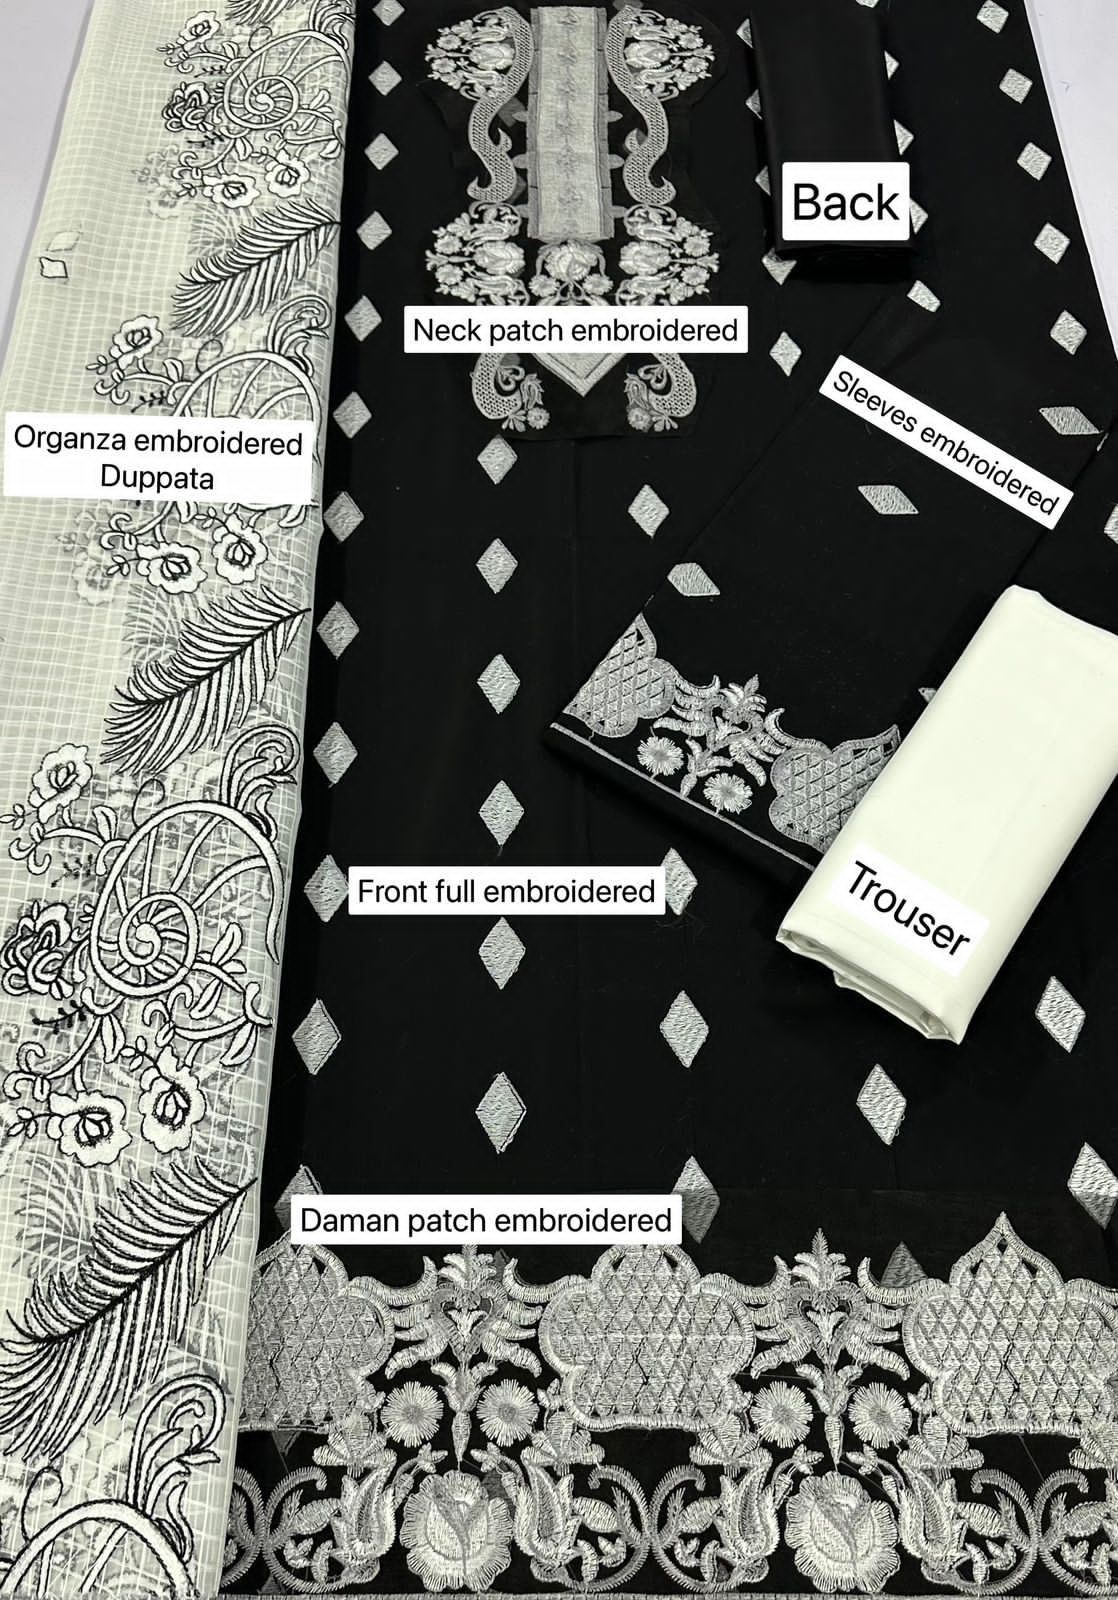 Back
Neck patch embroidered
Sleeves embroidered
Organza embroidered
Duppata
Trouser
Front full embroidered
Daman patch embroidered